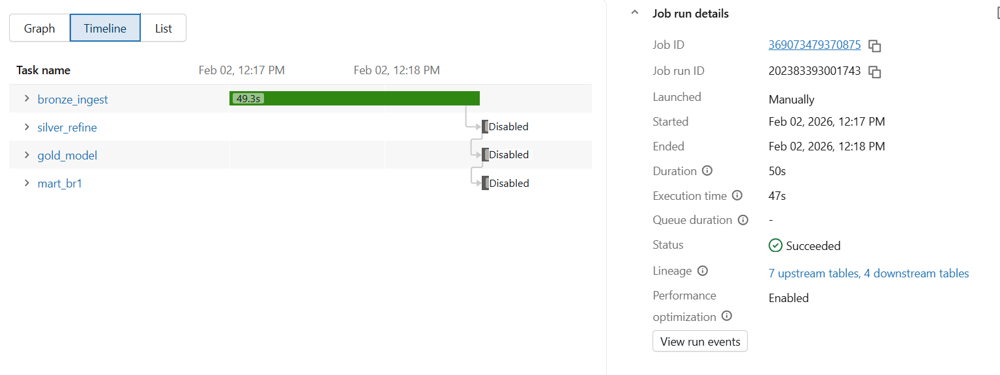 Graph Timeline List
Task name Feb 02, 12:17 PM Feb 02, 12:18 PM
bronze_ingest 49.3s
silver_refine Disabled
gold_model Disabled
mart_br1 Disabled
Job run details
Job ID 369073479370875
Job run ID 202383393001743
Launched Manually
Started Feb 02, 2026, 12:17 PM
Ended Feb 02, 2026, 12:18 PM
Duration 50s
Execution time 47s
Queue duration -
Status Succeeded
Lineage 7 upstream tables, 4 downstream tables
Performance Enabled
optimization
View run events